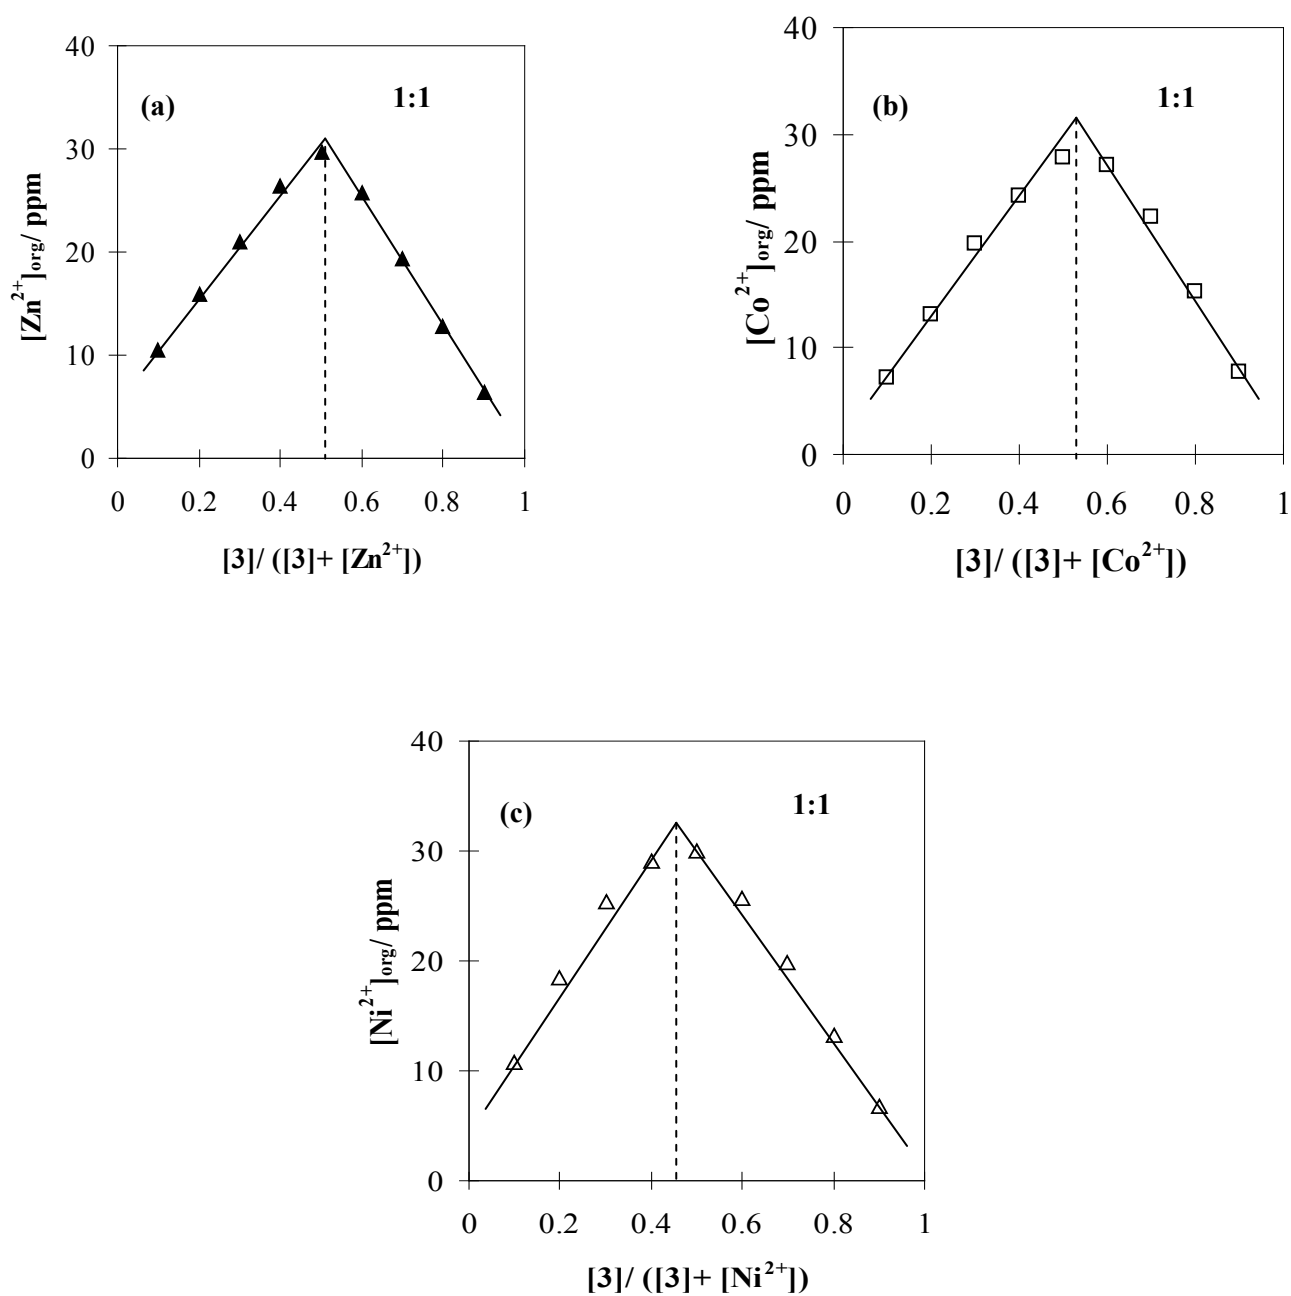 40
(a)
1:1
30
20
10
0
[Zn²⁺]org/ ppm
0 0.2 0.4 0.6 0.8 1
[3]/ ([3]+ [Zn²⁺])
40
(b)
1:1
30
20
10
0
[Co²⁺]org/ ppm
0 0.2 0.4 0.6 0.8 1
[3]/ ([3]+ [Co²⁺])
40
(c)
1:1
30
20
10
0
[Ni²⁺]org/ ppm
0 0.2 0.4 0.6 0.8 1
[3]/ ([3]+ [Ni²⁺])